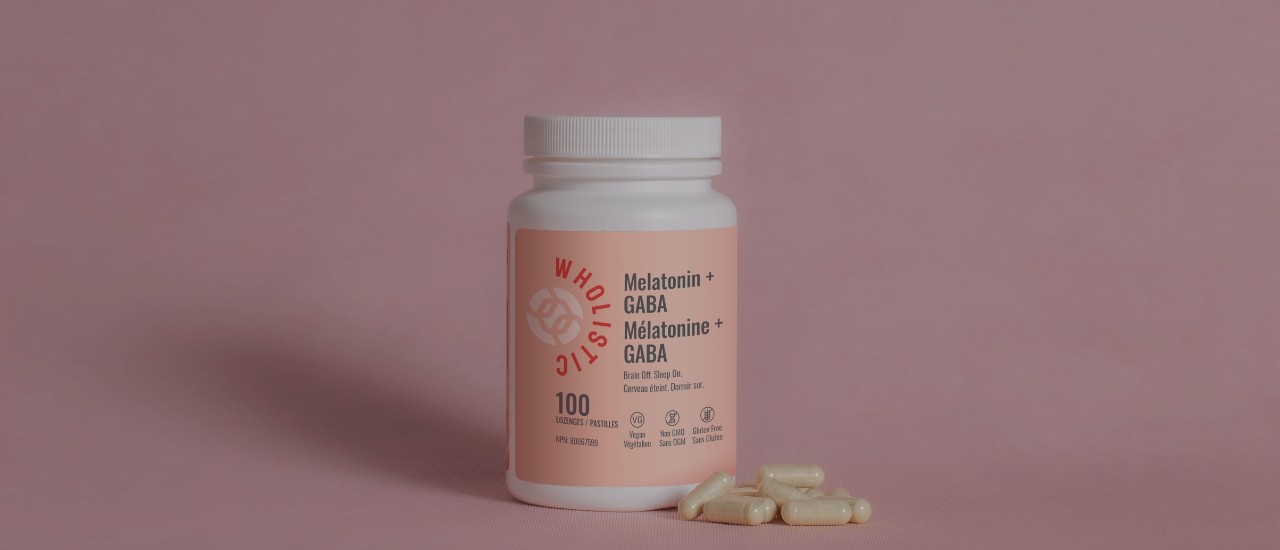 WHOLISTIC
Melatonin +
GABA
Mélatonine +
GABA
Brain Off. Sleep On.
Cerveau éteint. Dormir sur.
100
LOZENGES / PASTILLES
NPN: 80067599
VG
Vegan
Végétalien
Non GMO
Sans OGM
Gluten Free
Sans Gluten